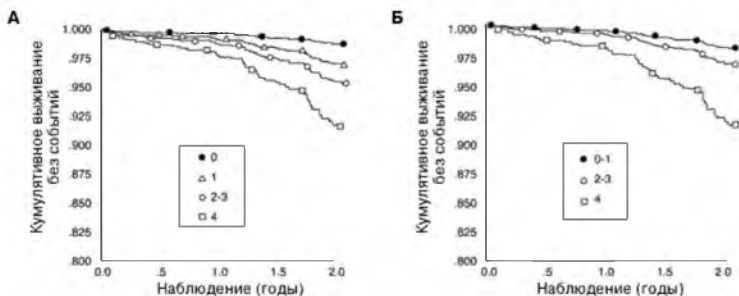 А
Кумулятивное выживание
без событий
1.000
.975
.950
.925
.900
.875
.850
.825
.800
0
1
2-3
4
0.0 .5 1.0 1.5 2.0
Наблюдение (годы)
Б
Кумулятивное выживание
без событий
1.000
.975
.950
.925
.900
.875
.850
.825
.800
0-1
2-3
4
0.0 .5 1.0 1.5 2.0
Наблюдение (годы)